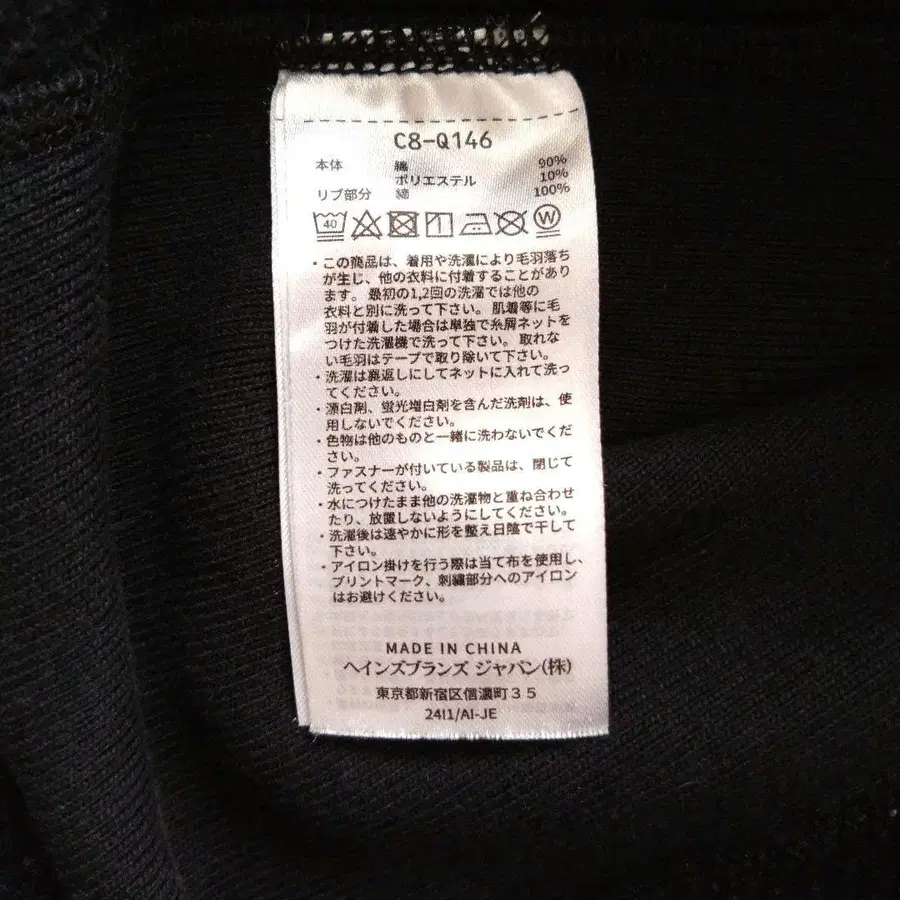 C8-Q146
本体 綿 90%
ポリエステル 10%
リブ部分 綿 100%
40
W
・この商品は、着用や洗濯により毛羽落ち
が生じ、他の衣料に付着することがあり
ます。最初の1,2回の洗濯では他の
衣料と別に洗って下さい。肌着等に毛
羽が付着した場合は単独で糸屑ネットを
つけた洗濯機で洗って下さい。取れな
い毛羽はテープで取り除いて下さい。
・洗濯は裏返しにしてネットに入れて洗っ
てください。
・漂白剤、蛍光増白剤を含んだ洗剤は、使
用しないでください。
・色物は他のものと一緒に洗わないでくだ
さい。
・ファスナーが付いている製品は、閉じて
洗ってください。
・水につけたまま他の洗濯物と重ね合わせ
たり、放置しないようにしてください。
・洗濯後は速やかに形を整え日陰で干して
下さい。
・アイロン掛けを行う際は当て布を使用し、
プリントマーク、刺繍部分へのアイロン
はお避けください。
MADE IN CHINA
ヘインズブランズ ジャパン(株)
東京都新宿区信濃町35
2411/AI-JE